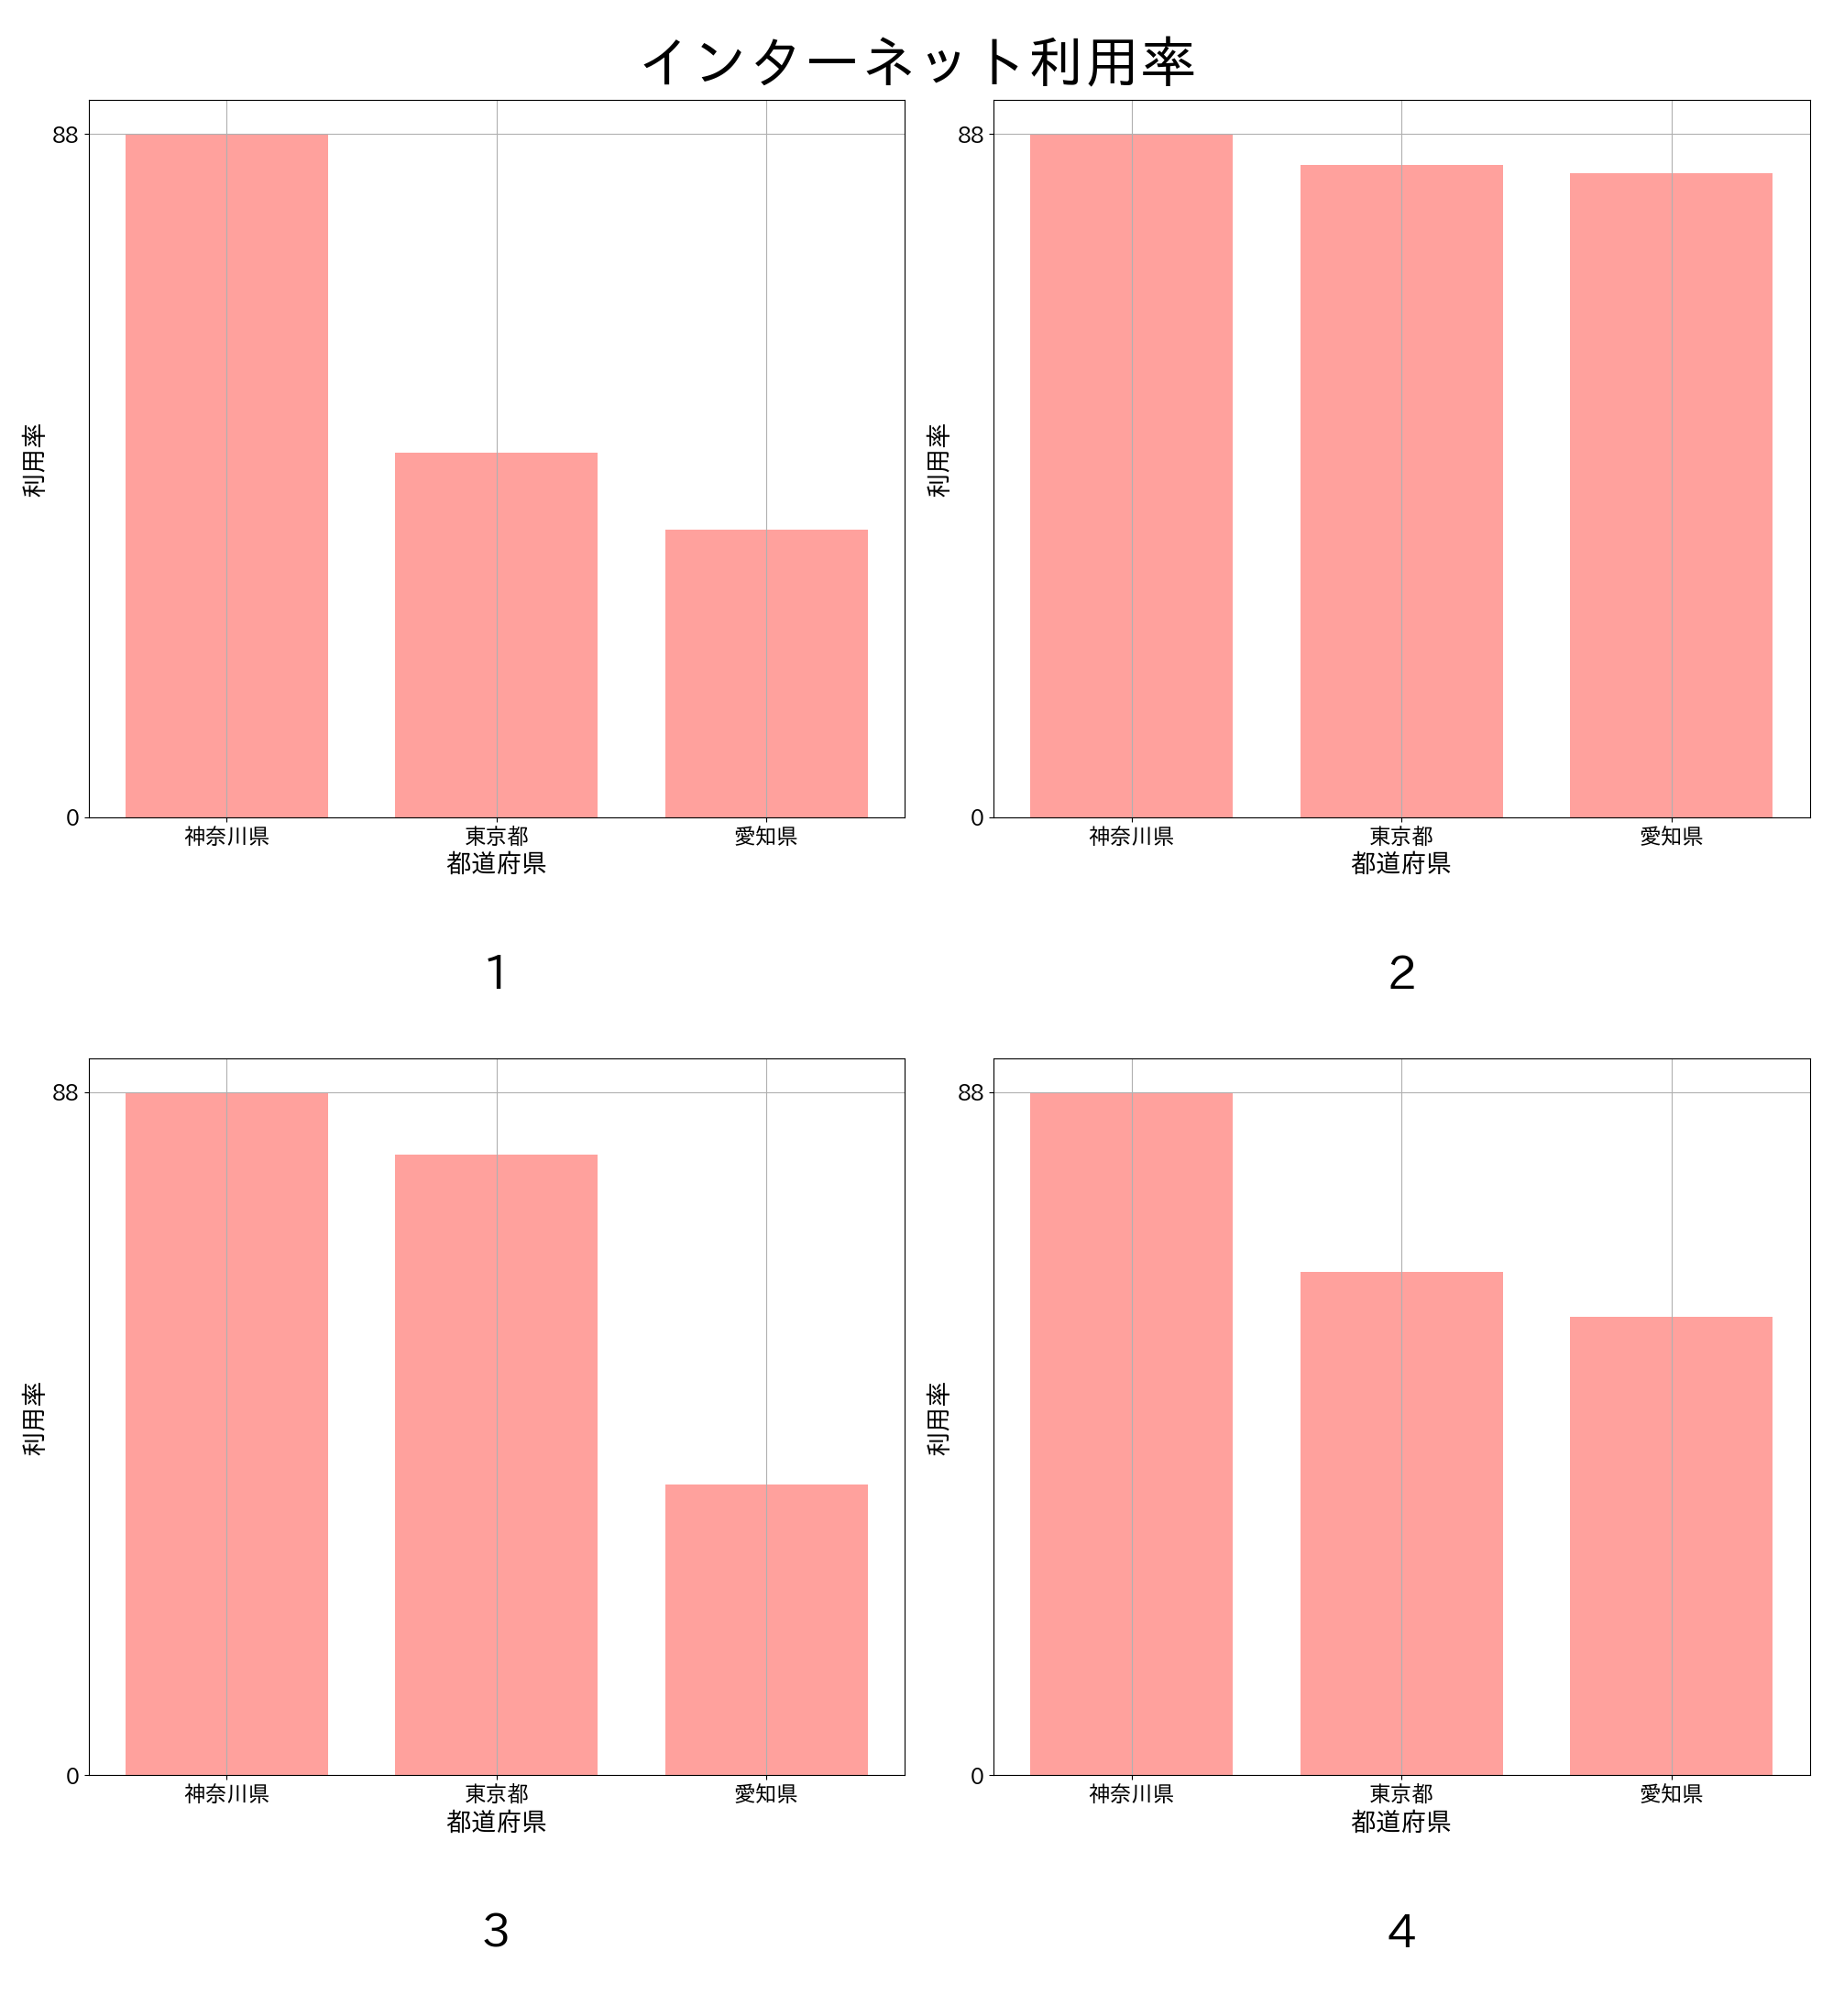 インターネット利用率
88
0
利用率
神奈川県 東京都 愛知県
都道府県
1
88
0
利用率
神奈川県 東京都 愛知県
都道府県
2
88
0
利用率
神奈川県 東京都 愛知県
都道府県
3
88
0
利用率
神奈川県 東京都 愛知県
都道府県
4